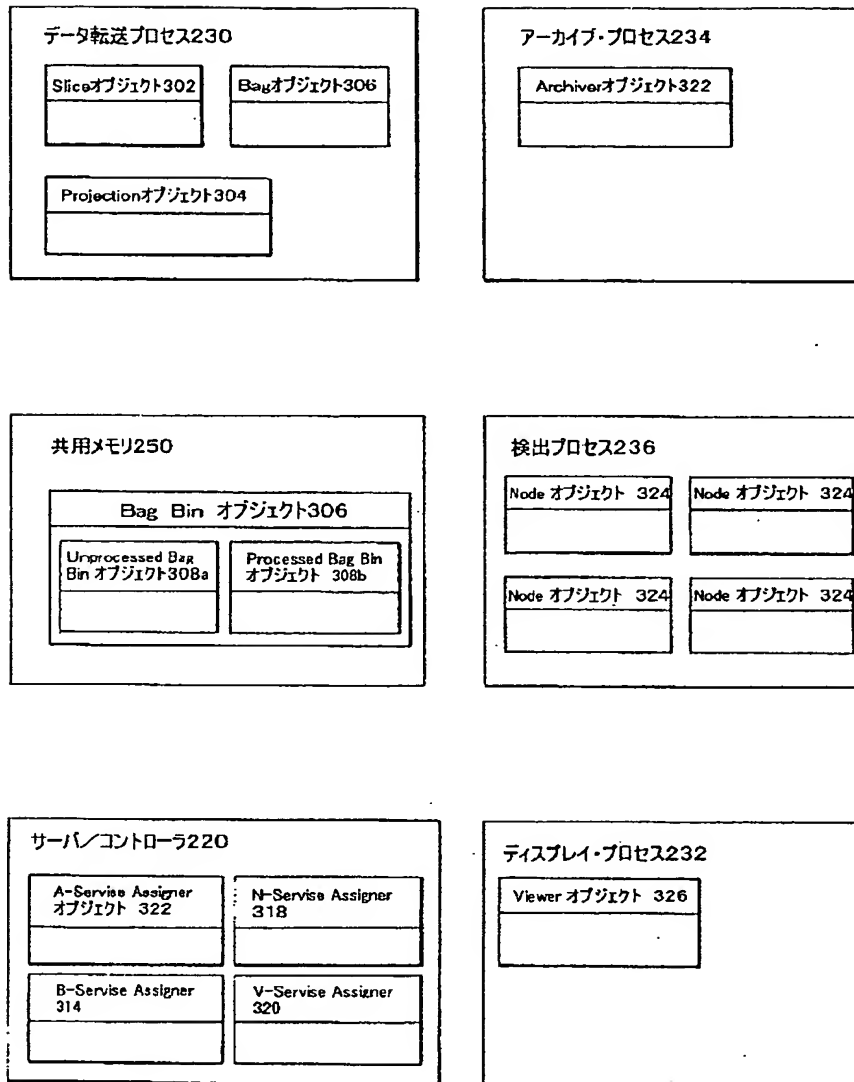 データ転送プロセス230
Sliceオブジェクト302
Bagオブジェクト306
Projectionオブジェクト304
アーカイブ・プロセス234
Archiverオブジェクト322
共用メモリ250
Bag Bin オブジェクト306
Unprocessed Bag
Bin オブジェクト308a
Processed Bag Bin
オブジェクト 308b
検出プロセス236
Node オブジェクト 324
Node オブジェクト 324
Node オブジェクト 324
Node オブジェクト 324
サーバ／コントローラ220
A-Servise Assigner
オブジェクト 322
N-Servise Assigner
318
B-Servise Assigner
314
V-Servise Assigner
320
ディスプレイ・プロセス232
Viewer オブジェクト 326